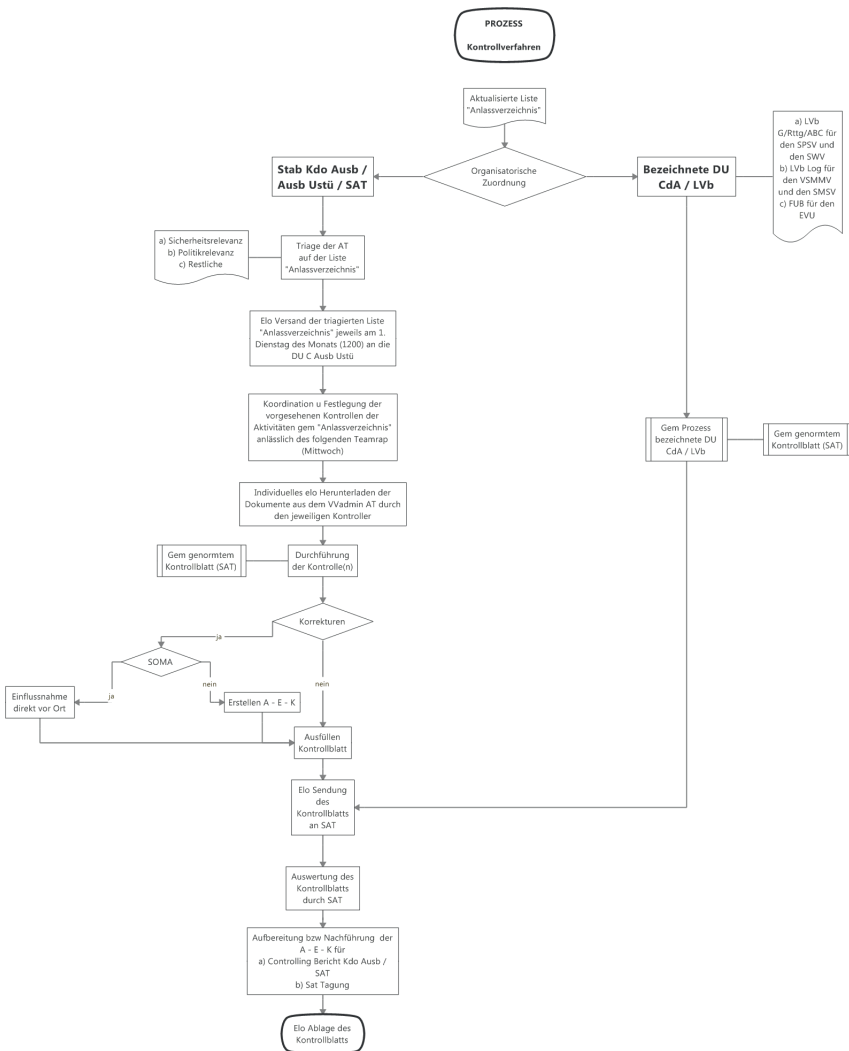 PROZESS
Kontrollverfahren
Aktualisierte Liste
"Anlassverzeichnis"
Organisatorische
Zuordnung
Stab Kdo Ausb /
Ausb Ustü / SAT
Bezeichnete DU
CdA / LVb
a) LVb
G/Rttg/ABC für
den SPSV und
den SWV
b) LVb Log für
den VSMMV
und den SMSV
c) FUB für den
EVU
a) Sicherheitsrelevanz
b) Politikrelevanz
c) Restliche
Triage der AT
auf der Liste
"Anlassverzeichnis"
Elo Versand der triagierten Liste
"Anlassverzeichnis" jeweils am 1.
Dienstag des Monats (1200) an die
DU C Ausb Ustü
Koordination u Festlegung der
vorgesehenen Kontrollen der
Aktivitäten gem "Anlassverzeichnis"
anlässlich des folgenden Teamrap
(Mittwoch)
Gem Prozess
bezeichnete DU
CdA / LVb
Gem genormtem
Kontrollblatt (SAT)
Individuelles elo Herunterladen der
Dokumente aus dem VVadmin AT durch
den jeweiligen Kontroller
Gem genormtem
Kontrollblatt (SAT)
Durchführung
der Kontrolle(n)
Korrekturen
ja
SOMA
nein
nein
ja
Einflussnahme
direkt vor Ort
Erstellen A - E - K
Ausfüllen
Kontrollblatt
Elo Sendung
des
Kontrollblatts
an SAT
Auswertung des
Kontrollblatts
durch SAT
Aufbereitung bzw Nachführung der
A - E - K für
a) Controlling Bericht Kdo Ausb /
SAT
b) Sat Tagung
Elo Ablage des
Kontrollblatts